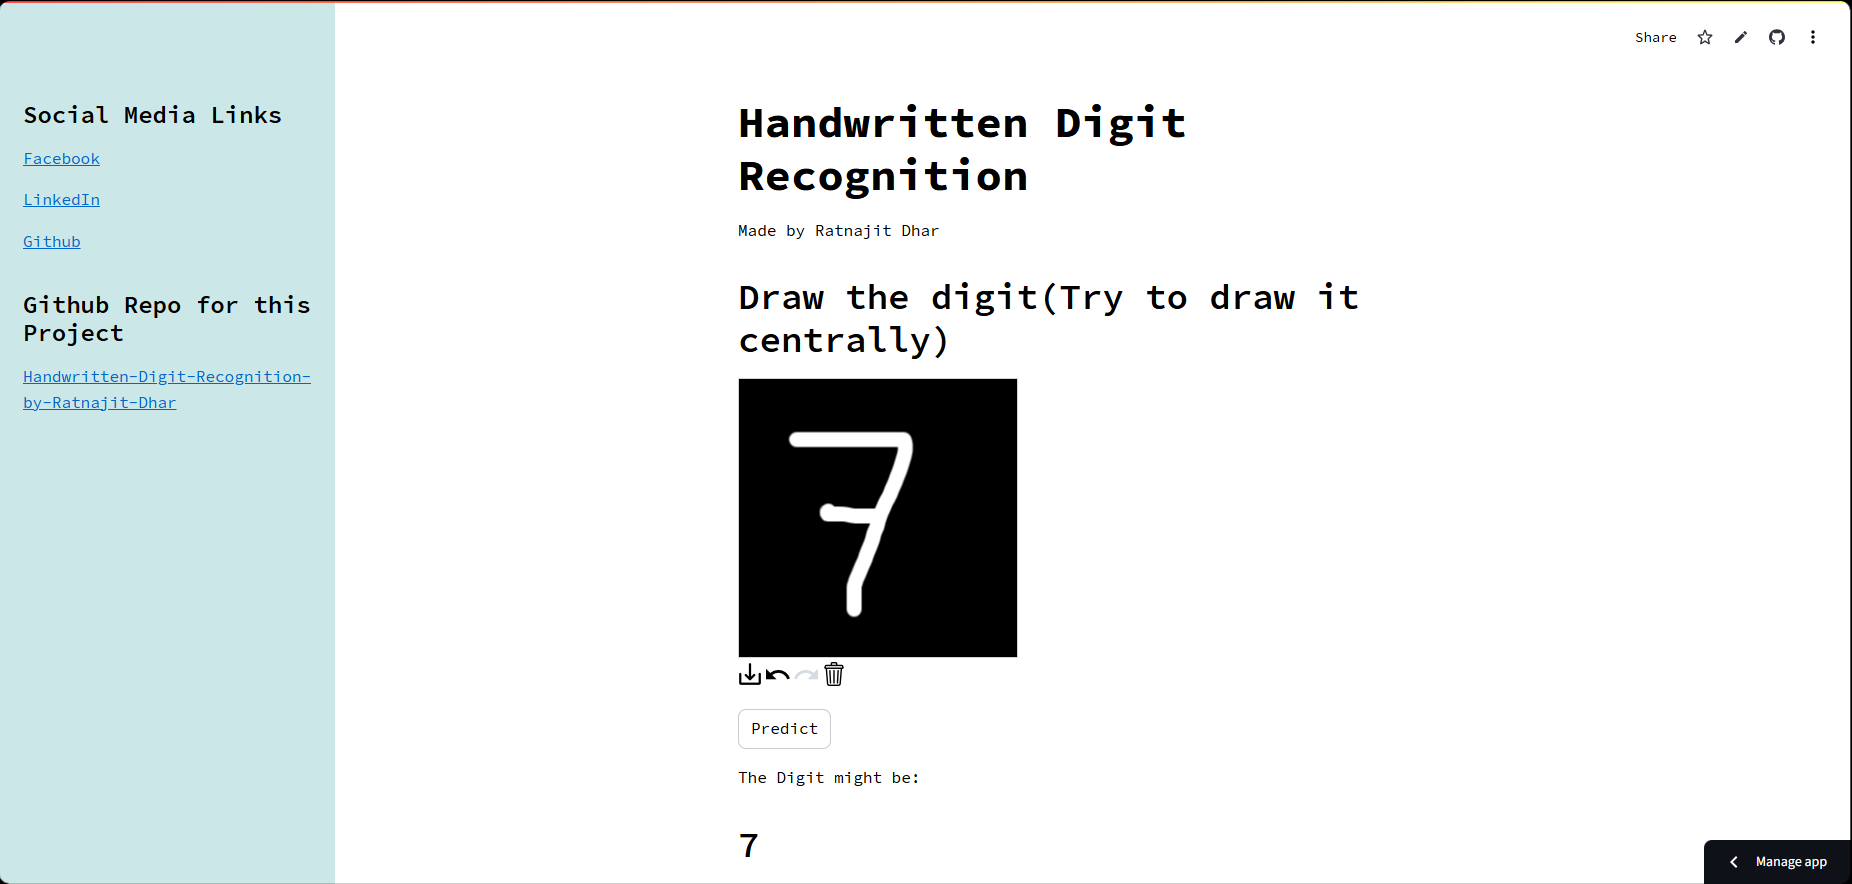 Share
Social Media Links
Facebook
LinkedIn
Github
Github Repo for this
Project
Handwritten-Digit-Recognition-
by-Ratnajit-Dhar
Handwritten Digit
Recognition
Made by Ratnajit Dhar
Draw the digit(Try to draw it
centrally)
7
Predict
The Digit might be:
7
Manage app